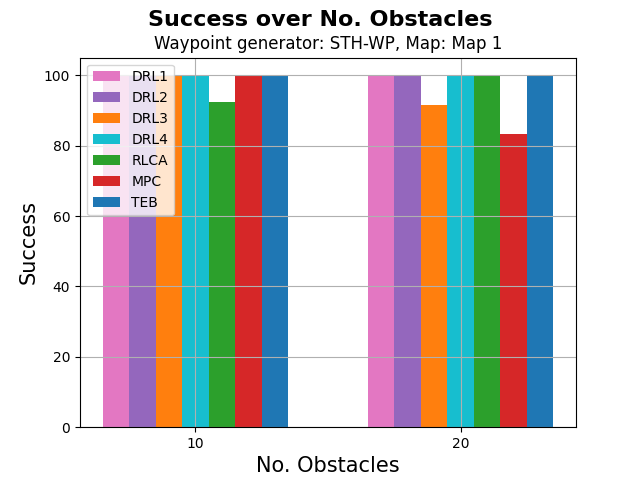 Success over No. Obstacles
Waypoint generator: STH-WP, Map: Map 1
100
80
60
40
20
0
Success
DRL1
DRL2
DRL3
DRL4
RLCA
MPC
TEB
10
20
No. Obstacles